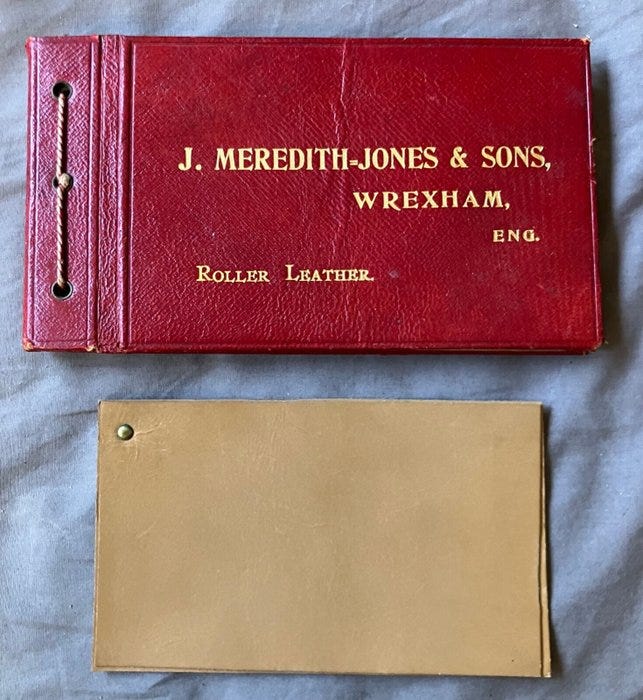 J. MEREDITH=JONES & SONS,
WREXHAM,
ENG.
ROLLER LEATHER.